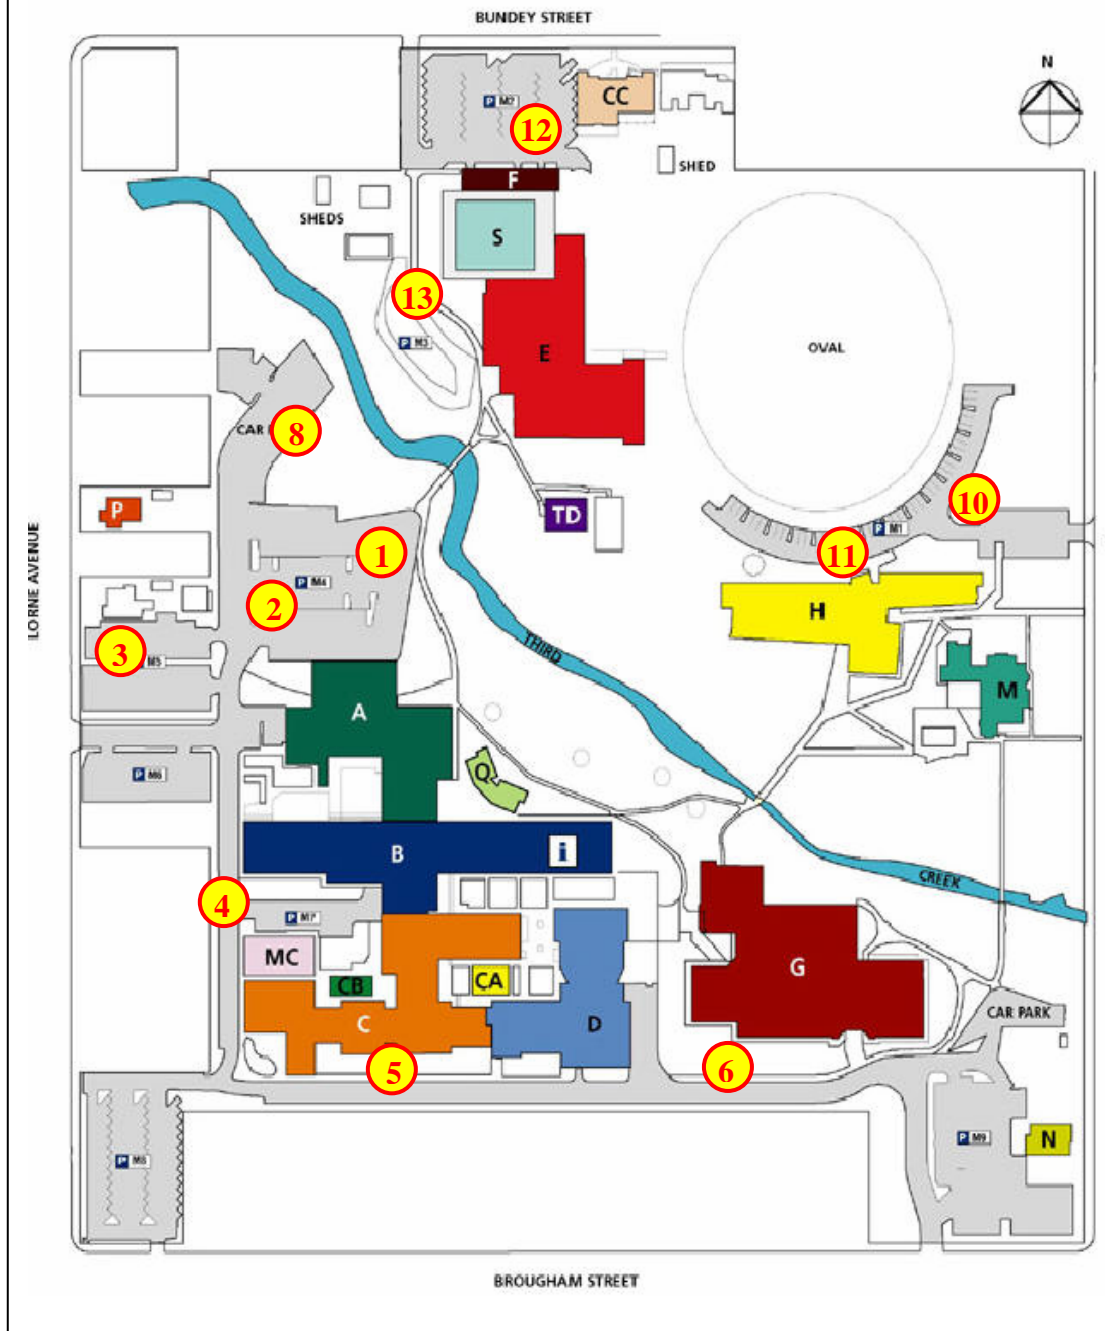 BUNDEY STREET
N
CC
P M2
12
SHED
F
SHEDS
S
13
P M3
E
OVAL
CAR
8
P
10
TD
P M1
11
1
P M4
2
LORNE AVENUE
H
THIRD
3
M5
M
A
Q
P M6
B
i
CREEK
4
P M7*
MC
CB
CA
G
C
D
CAR PARK
5
6
P M9
N
P M8
BROUGHAM STREET